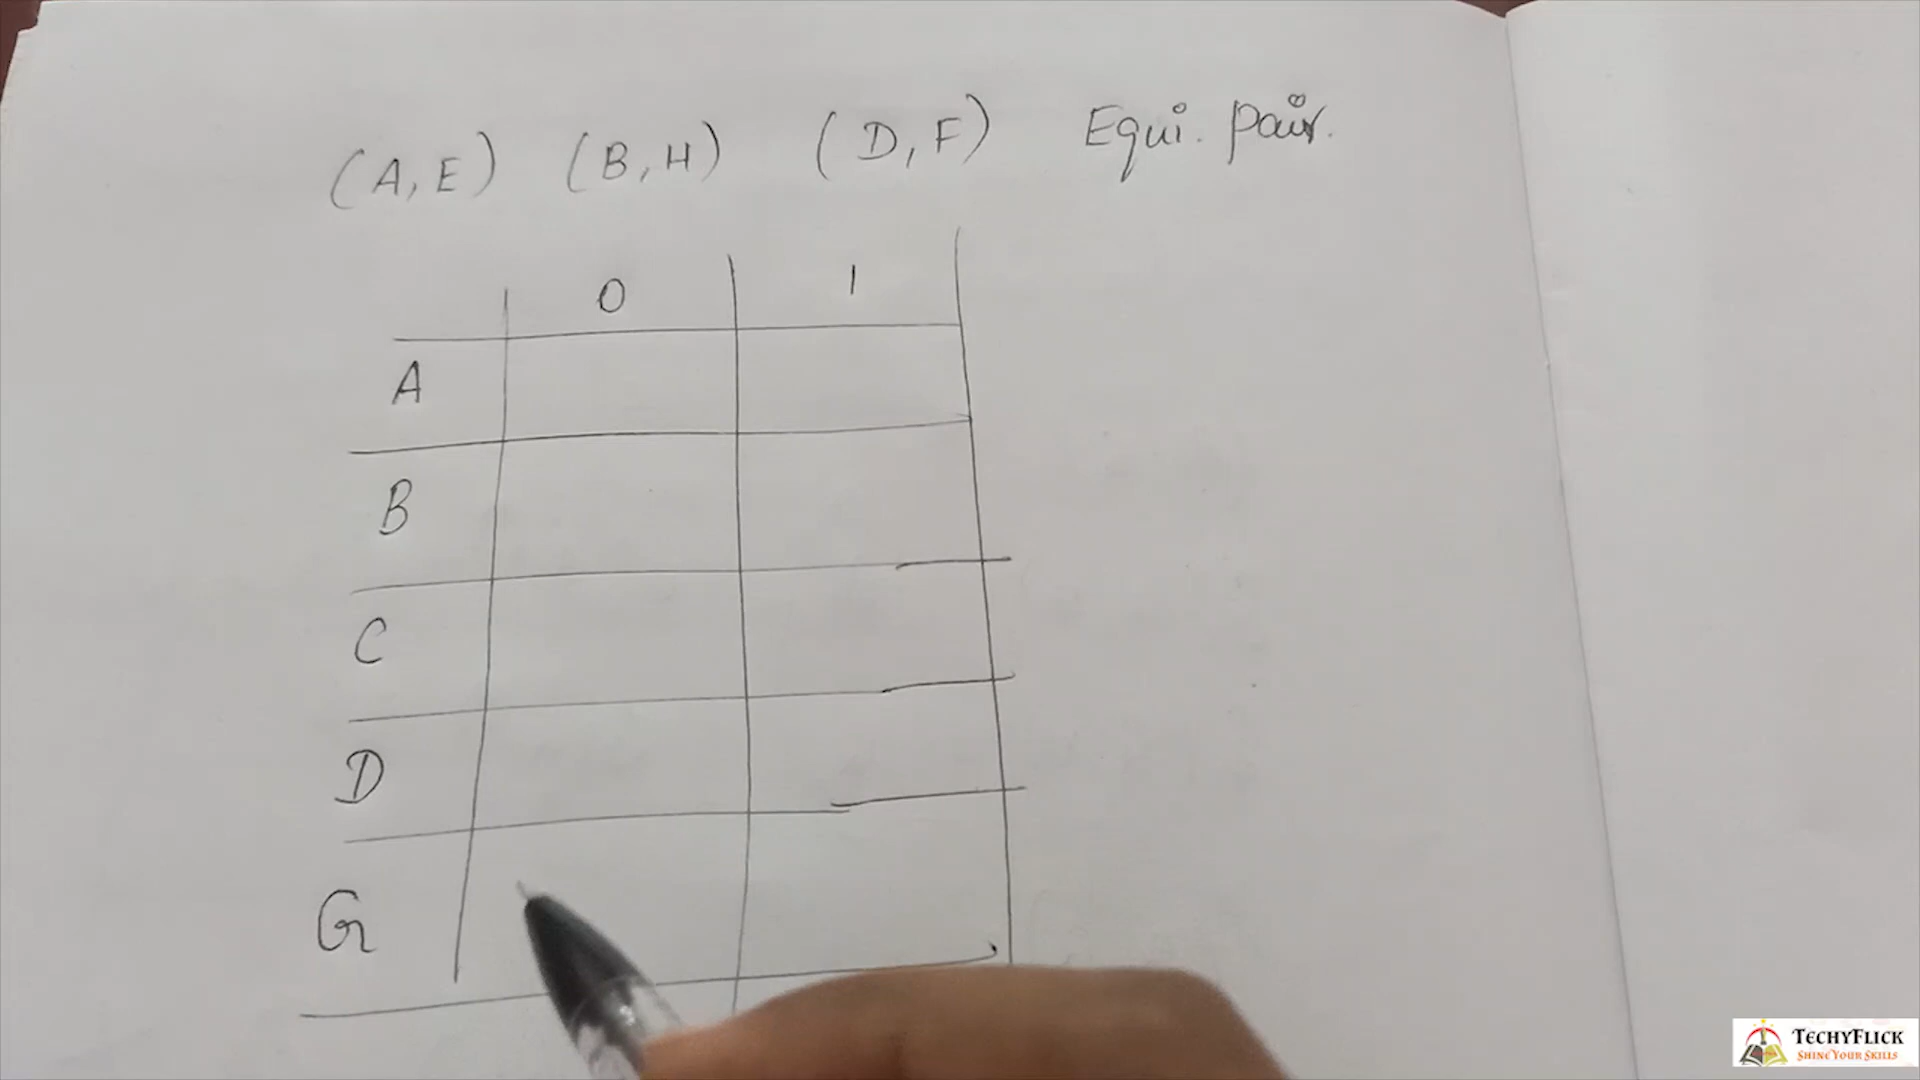 (A, E) (B, H) (D, F) Equi. Pair.
0 1
A
B
C
D
G
TECHYFLICK
SHINE YOUR SKILLS